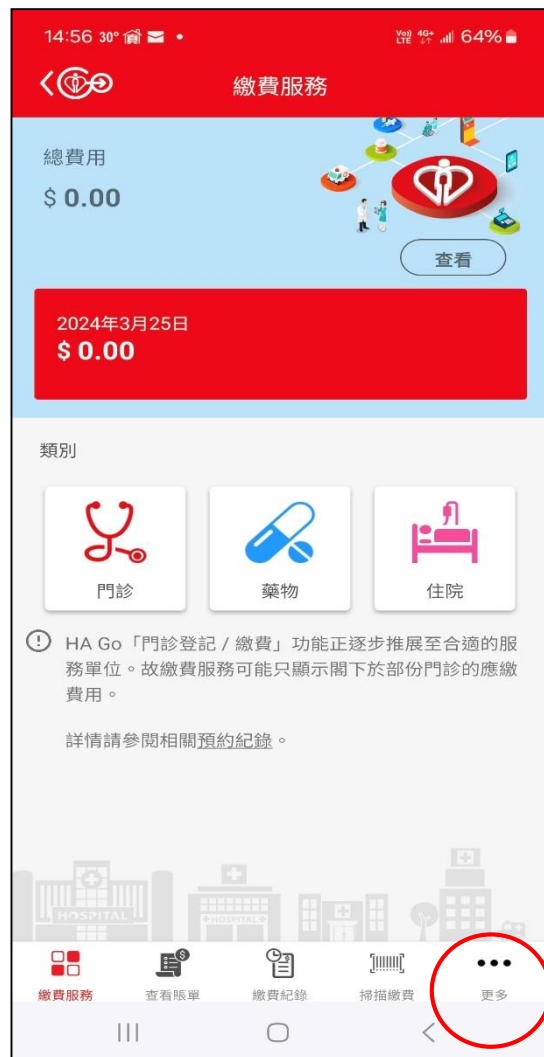 14:56 30°
Vo) 4G+ 64%
LTE
繳費服務
總費用
$ 0.00
查看
2024年3月25日
$ 0.00
類別
門診
藥物
住院
HA Go「門診登記 / 繳費」功能正逐步推展至合適的服
務單位。故繳費服務可能只顯示閣下於部份門診的應繳
費用。
詳情請參閱相關預約紀錄。
HOSPITAL
HOSPITAL
繳費服務
查看賬單
繳費紀錄
掃描繳費
更多